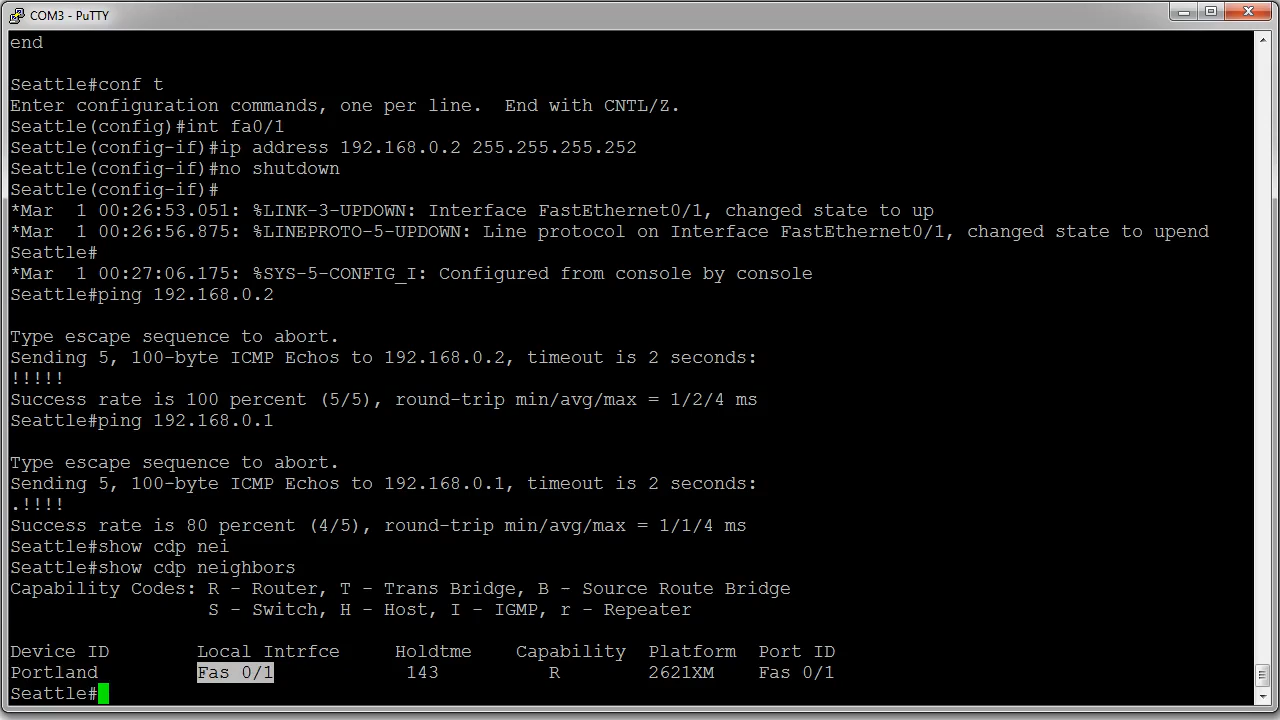 COM3 - PuTTY
end
Seattle#conf t
Enter configuration commands, one per line.  End with CNTL/Z.
Seattle(config)#int fa0/1
Seattle(config-if)#ip address 192.168.0.2 255.255.255.252
Seattle(config-if)#no shutdown
Seattle(config-if)#
*Mar  1 00:26:53.051: %LINK-3-UPDOWN: Interface FastEthernet0/1, changed state to up
*Mar  1 00:26:56.875: %LINEPROTO-5-UPDOWN: Line protocol on Interface FastEthernet0/1, changed state to upend
Seattle#
*Mar  1 00:27:06.175: %SYS-5-CONFIG_I: Configured from console by console
Seattle#ping 192.168.0.2
Type escape sequence to abort.
Sending 5, 100-byte ICMP Echos to 192.168.0.2, timeout is 2 seconds:
!!!!!
Success rate is 100 percent (5/5), round-trip min/avg/max = 1/2/4 ms
Seattle#ping 192.168.0.1
Type escape sequence to abort.
Sending 5, 100-byte ICMP Echos to 192.168.0.1, timeout is 2 seconds:
.!!!!
Success rate is 80 percent (4/5), round-trip min/avg/max = 1/1/4 ms
Seattle#show cdp nei
Seattle#show cdp neighbors
Capability Codes: R - Router, T - Trans Bridge, B - Source Route Bridge
                  S - Switch, H - Host, I - IGMP, r - Repeater
Device ID        Local Intrfce     Holdtme    Capability  Platform  Port ID
Portland         Fas 0/1            143          R        2621XM    Fas 0/1
Seattle#